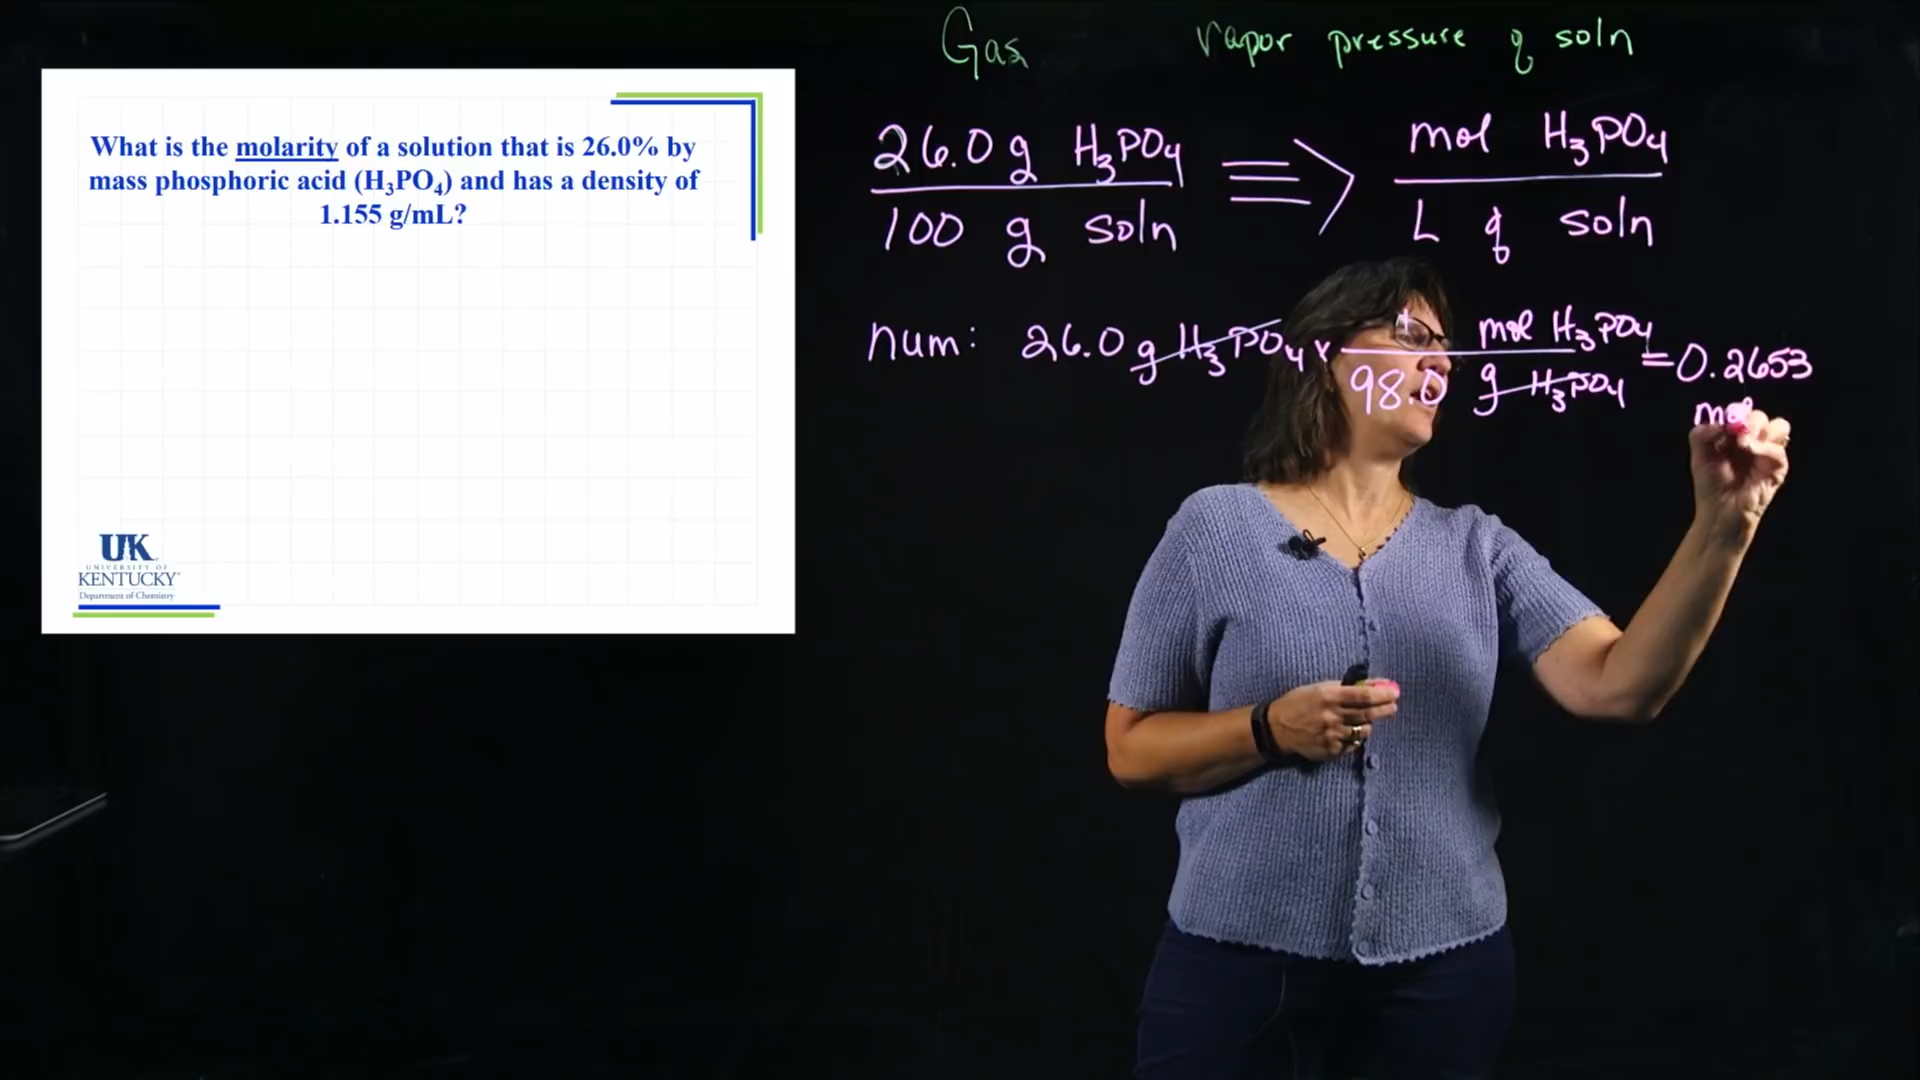 Gas vapor pressure of soln
What is the molarity of a solution that is 26.0% by
mass phosphoric acid (H₃PO₄) and has a density of
1.155 g/mL?
UK
UNIVERSITY OF
KENTUCKY
Department of Chemistry
26.0 g H₃PO₄ mol H₃PO₄
100 g soln L of soln
num: 26.0 g H₃PO₄ x 1 mol H₃PO₄
98.0 g H₃PO₄ = 0.2653
mol